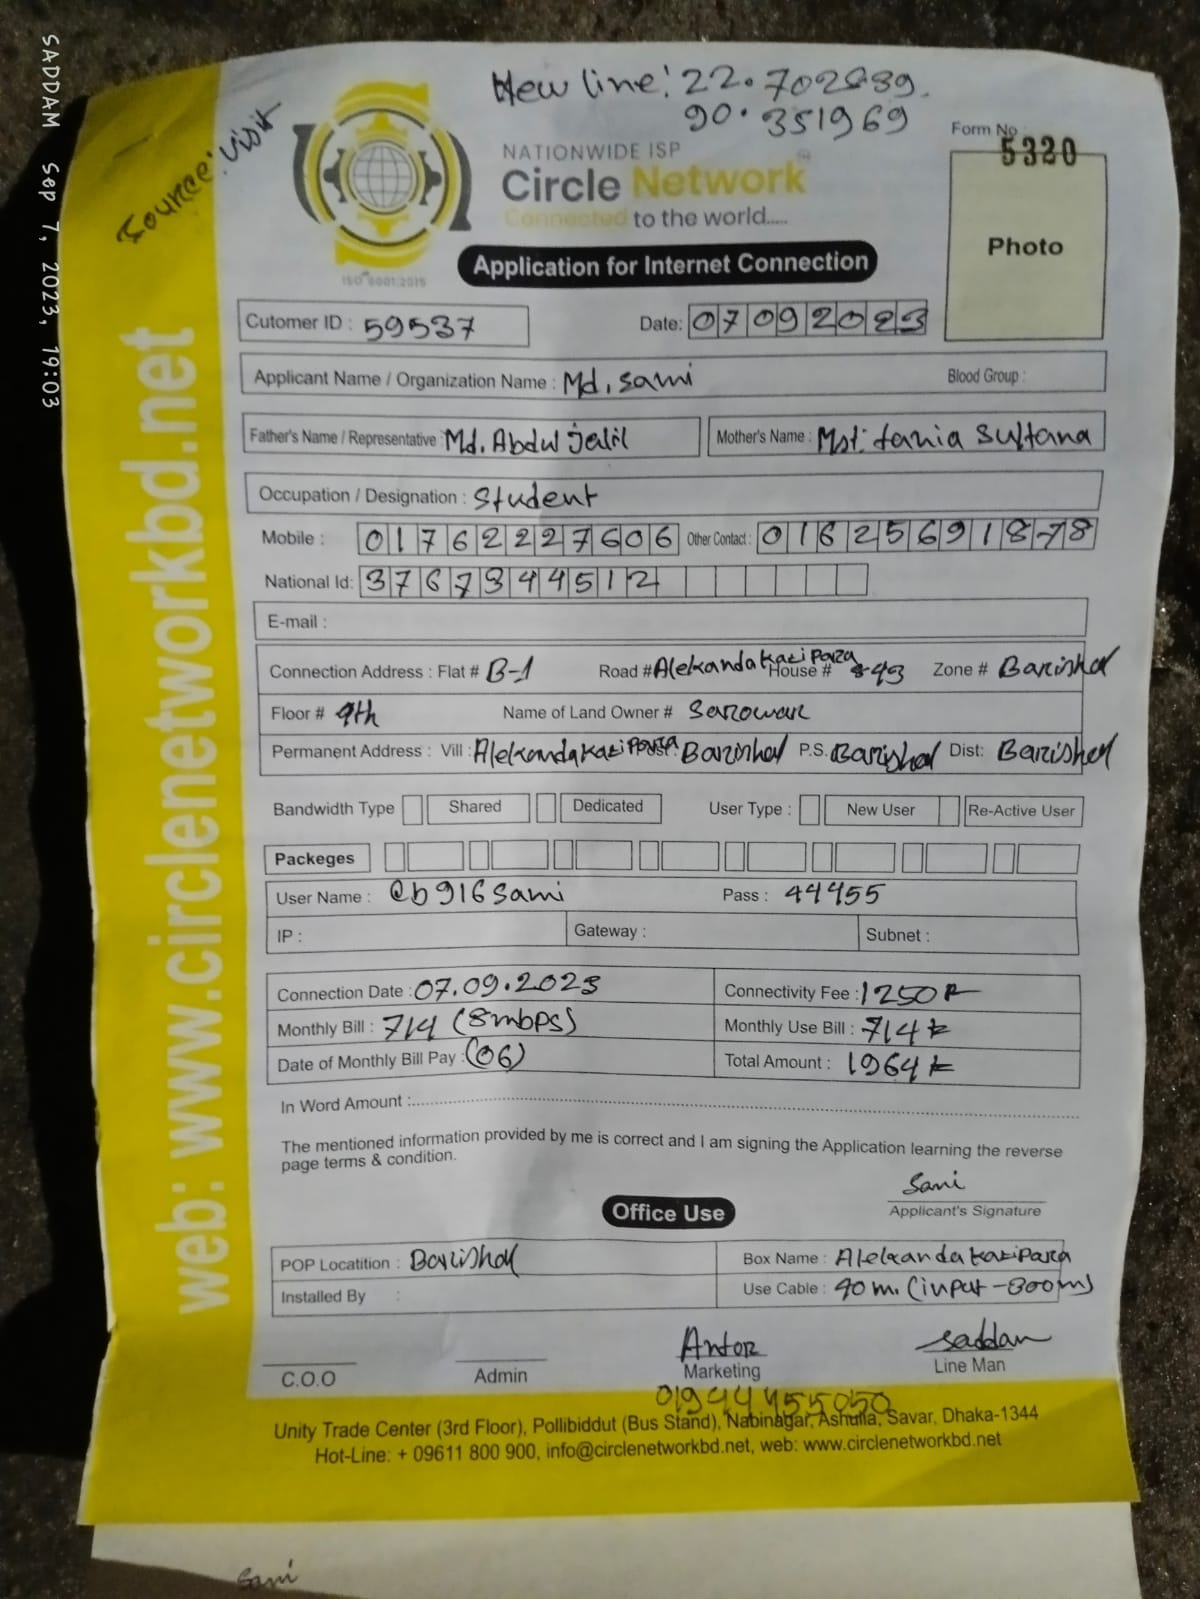 SADDAM Sep 7, 2023, 19:03
Source: Visit
New line: 22.702889.
90.351969
Form No
5320
NATIONWIDE ISP
Circle Network
Connected to the world.....
ISO 9001:2015
Application for Internet Connection
Photo
Cutomer ID : 59537
Date: 07092023
Applicant Name / Organization Name : Md. Sami
Blood Group :
Father's Name / Representative : Md. Abdul Jalil
Mother's Name : Mst: tania Sultana
Occupation / Designation : Student
Mobile : 01762227606 Other Contact : 01625691878
National Id: 3767344512
E-mail :
Connection Address : Flat # B-1 Road # Alekanda Kazi Para House # 93 Zone # Barishal
Floor # 9th Name of Land Owner # Sarowar
Permanent Address : Vill : Alekanda Kazi Para Post: Barishal P.S. Barishal Dist: Barishal
Bandwidth Type Shared Dedicated User Type : New User Re-Active User
Packeges
User Name : @b916sami Pass : 44455
IP : Gateway : Subnet :
Connection Date : 07.09.2023 Connectivity Fee : 1250
Monthly Bill : 714 (8mbps) Monthly Use Bill : 714
Date of Monthly Bill Pay : (06) Total Amount : 1964
In Word Amount :
The mentioned information provided by me is correct and I am signing the Application learning the reverse
page terms & condition.
Sami
Applicant's Signature
Office Use
POP Locatition : Barishal Box Name : Alekanda kazipara
Installed By : Use Cable : 90 m. (input-800m)
Antor Saddam
C.O.O Admin Marketing Line Man
01944455050
Unity Trade Center (3rd Floor), Pollibiddut (Bus Stand), Nabinagar, Ashulia, Savar, Dhaka-1344
Hot-Line: + 09611 800 900, info@circlenetworkbd.net, web: www.circlenetworkbd.net
web: www.circlenetworkbd.net
Sami